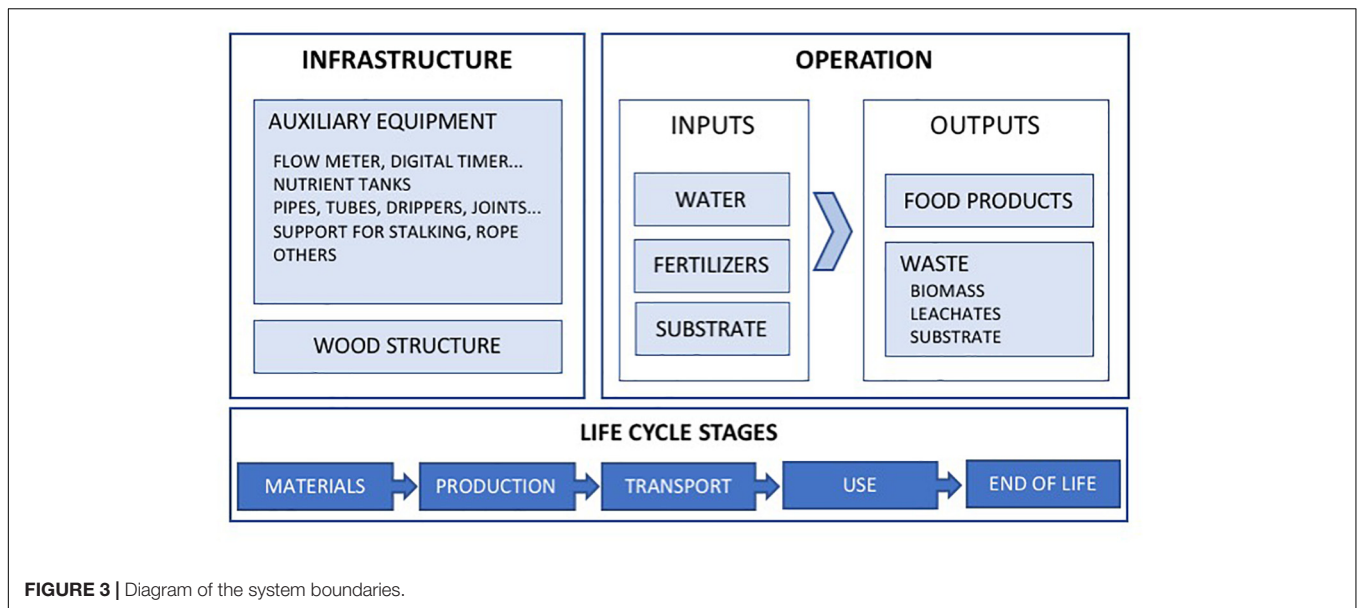 INFRASTRUCTURE
AUXILIARY EQUIPMENT
FLOW METER, DIGITAL TIMER...
NUTRIENT TANKS
PIPES, TUBES, DRIPPERS, JOINTS...
SUPPORT FOR STALKING, ROPE
OTHERS
WOOD STRUCTURE
OPERATION
INPUTS
WATER
FERTILIZERS
SUBSTRATE
OUTPUTS
FOOD PRODUCTS
WASTE
BIOMASS
LEACHATES
SUBSTRATE
LIFE CYCLE STAGES
MATERIALS
PRODUCTION
TRANSPORT
USE
END OF LIFE
FIGURE 3 | Diagram of the system boundaries.